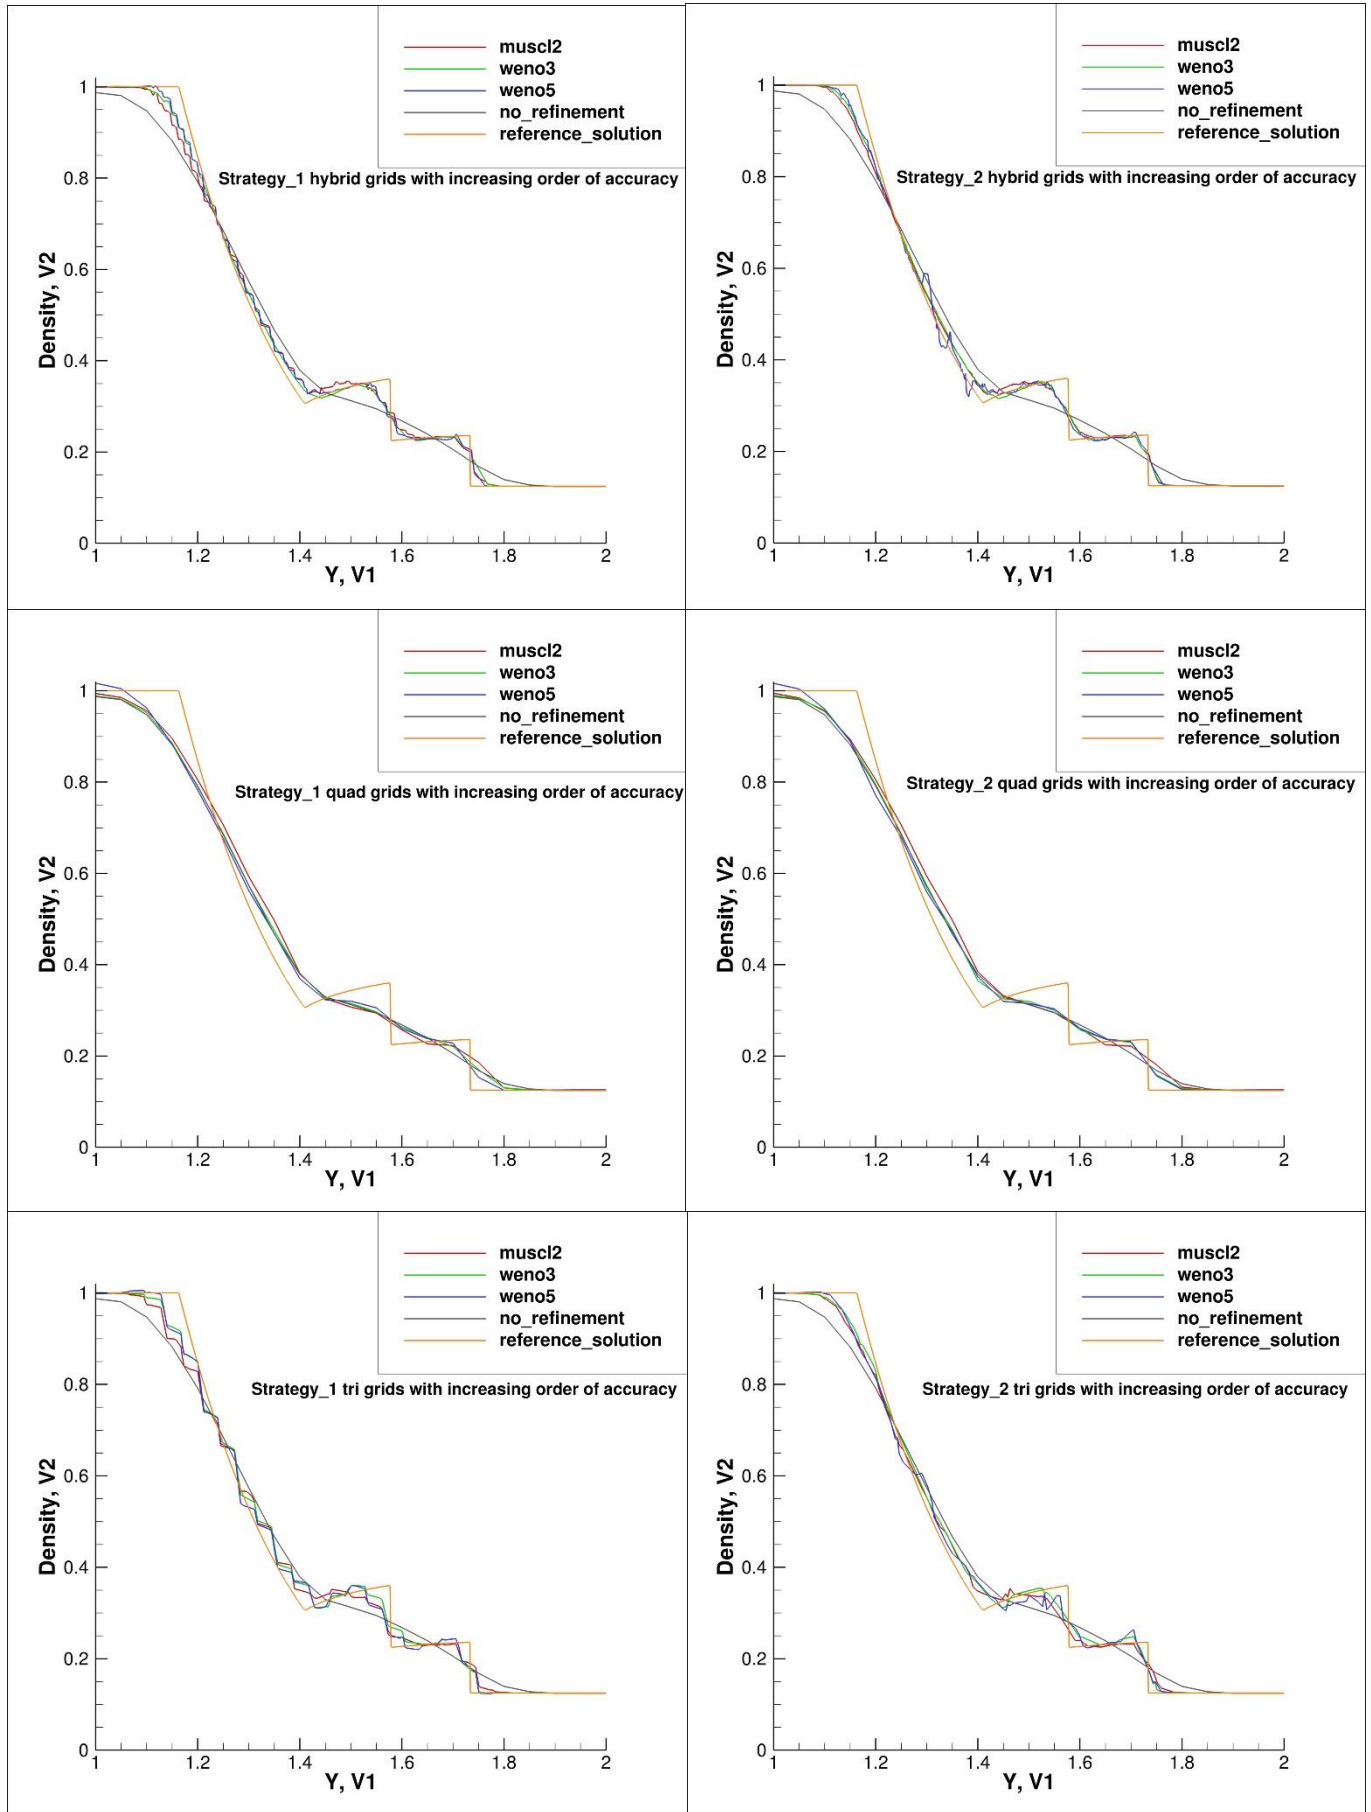 muscl2
weno3
weno5
no_refinement
reference_solution
Strategy_1 hybrid grids with increasing order of accuracy
Density, V2
1
0.8
0.6
0.4
0.2
0
1 1.2 1.4 1.6 1.8 2
Y, V1
muscl2
weno3
weno5
no_refinement
reference_solution
Strategy_2 hybrid grids with increasing order of accuracy
Density, V2
1
0.8
0.6
0.4
0.2
0
1 1.2 1.4 1.6 1.8 2
Y, V1
muscl2
weno3
weno5
no_refinement
reference_solution
Strategy_1 quad grids with increasing order of accuracy
Density, V2
1
0.8
0.6
0.4
0.2
0
1 1.2 1.4 1.6 1.8 2
Y, V1
muscl2
weno3
weno5
no_refinement
reference_solution
Strategy_2 quad grids with increasing order of accuracy
Density, V2
1
0.8
0.6
0.4
0.2
0
1 1.2 1.4 1.6 1.8 2
Y, V1
muscl2
weno3
weno5
no_refinement
reference_solution
Strategy_1 tri grids with increasing order of accuracy
Density, V2
1
0.8
0.6
0.4
0.2
0
1 1.2 1.4 1.6 1.8 2
Y, V1
muscl2
weno3
weno5
no_refinement
reference_solution
Strategy_2 tri grids with increasing order of accuracy
Density, V2
1
0.8
0.6
0.4
0.2
0
1 1.2 1.4 1.6 1.8 2
Y, V1